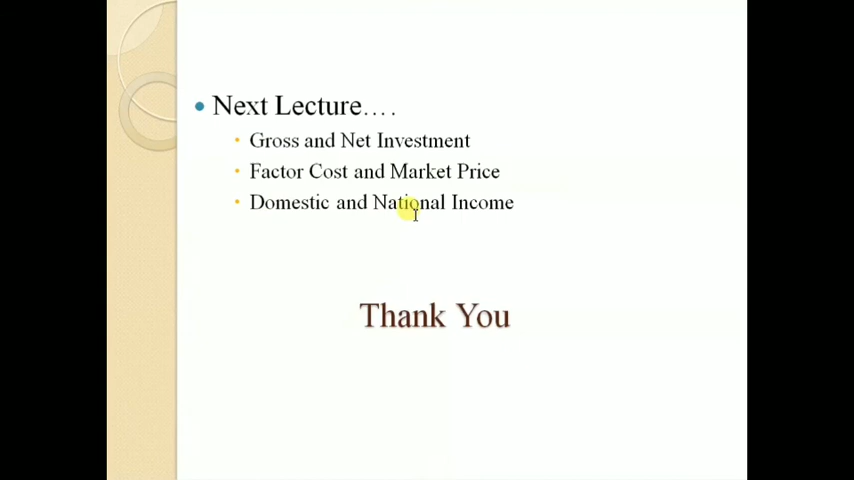 Next Lecture….
Gross and Net Investment
Factor Cost and Market Price
Domestic and National Income
Thank You